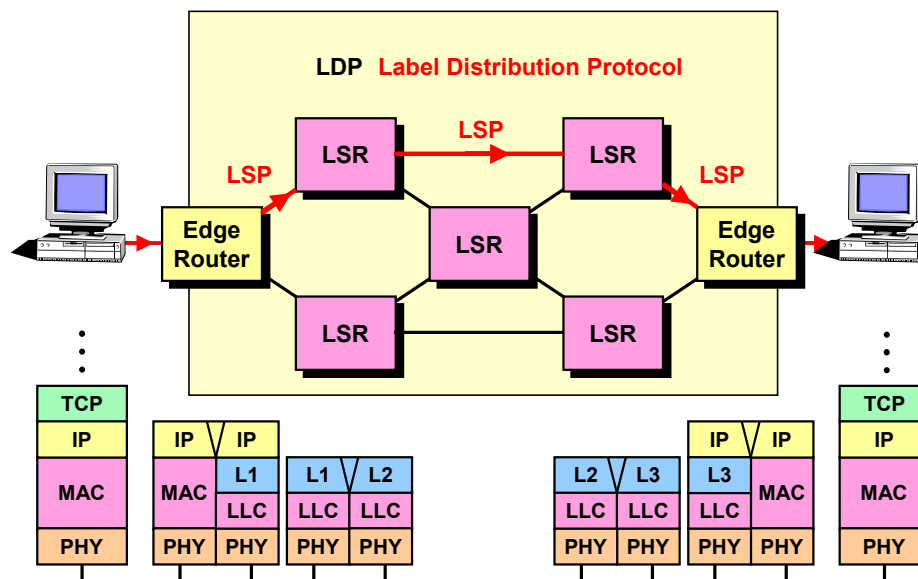 LDP Label Distribution Protocol
LSP
LSR
LSR
LSP
LSP
Edge
Router
LSR
Edge
Router
LSR
LSR
TCP
IP
MAC
PHY
IP IP
MAC L1
LLC
PHY PHY
L1 L2
LLC LLC
PHY PHY
L2 L3
LLC LLC
PHY PHY
IP IP
L3 MAC
LLC
PHY PHY
TCP
IP
MAC
PHY